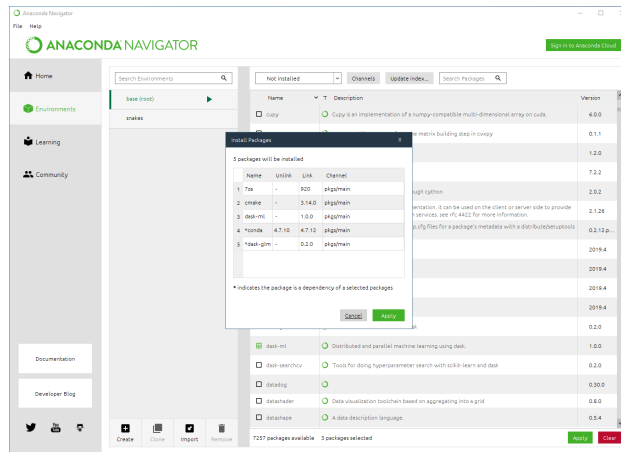 Anaconda Navigator
File Help
ANACONDA NAVIGATOR
Sign in to Anaconda Cloud
Home
Environments
Learning
Community
Documentation
Developer Blog
Search Environments
base (root)
snakes
Create Clone Import Remove
Not installed Channels Update index... Search Packages
Name T Description Version
cupy Cupy is an implementation of a numpy-compatible multi-dimensional array on cuda. 6.0.0
e matrix building step in cvxpy 0.1.1
1.2.0
7.2.2
ugh cython 2.0.2
entation. it can be used on the client or server side to provide
services. see rfc 4422 for more information. 2.1.26
p.cfg files for a package's metadata with a distribute/setuptools 0.2.12.p...
2019.4
2019.4
2019.4
2019.4
0.2.0
dask-ml Distributed and parallel machine learning using dask. 1.0.0
dask-searchcv Tools for doing hyperparameter search with scikit-learn and dask 0.2.0
datadog 0.30.0
datashader Data visualization toolchain based on aggregating into a grid 0.8.0
datashape A data description language. 0.5.4
7257 packages available 3 packages selected Apply Clear
Install Packages X
5 packages will be installed
Name Unlink Link Channel
1 7za - 920 pkgs/main
2 cmake - 3.14.0 pkgs/main
3 dask-ml - 1.0.0 pkgs/main
4 *conda 4.7.10 4.7.12 pkgs/main
5 *dask-glm - 0.2.0 pkgs/main
* indicates the package is a dependency of a selected packages
Cancel Apply